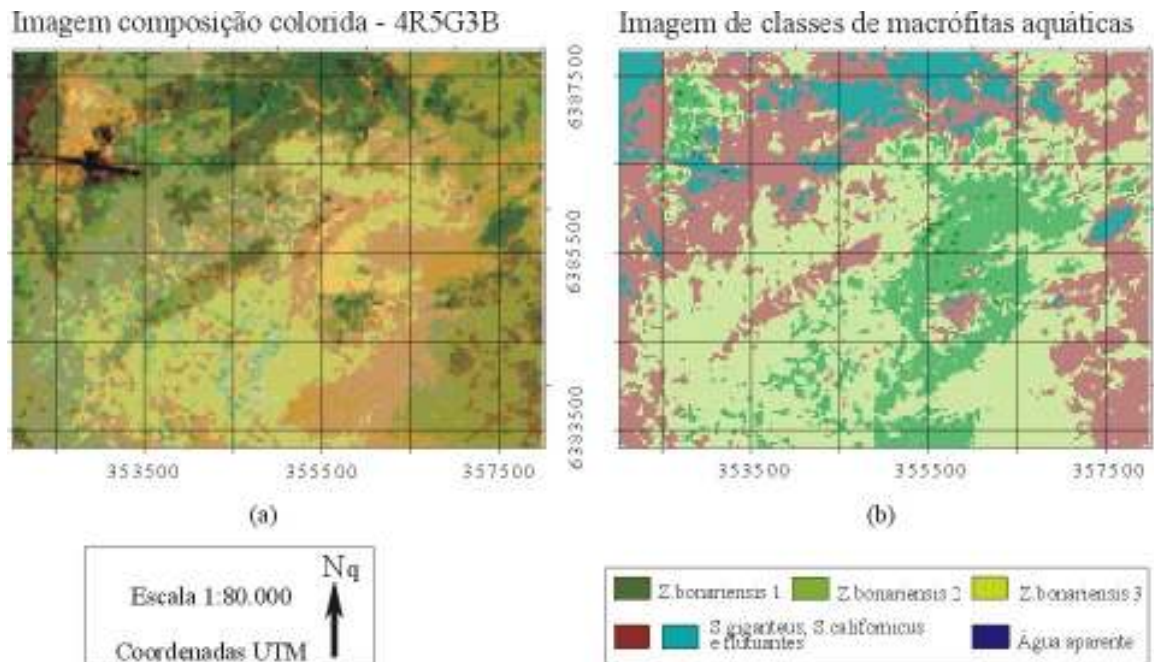 Imagem composição colorida - 4R5G3B
Imagem de classes de macrófitas aquáticas
6387500
6385500
6383500
353500 355500 357500
353500 355500 357500
(a)
(b)
Escala 1:80.000
Nq
Coordenadas UTM
Z.bonariensis 1
Z.bonariensis 2
Z.bonariensis 3
S.giganteus, S.californicus
e flutuantes
Água aparente